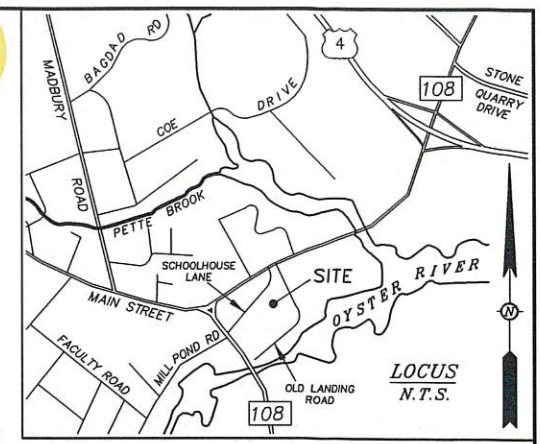 4
BAGDAD RD
MADBURY
ROAD
108
STONE
QUARRY
DRIVE
COE
DRIVE
PETTE BROOK
SCHOOLHOUSE
LANE
SITE
OYSTER RIVER
MAIN STREET
N
FACULTY ROAD
MILL POND RD
OLD LANDING
ROAD
LOCUS
N.T.S.
108